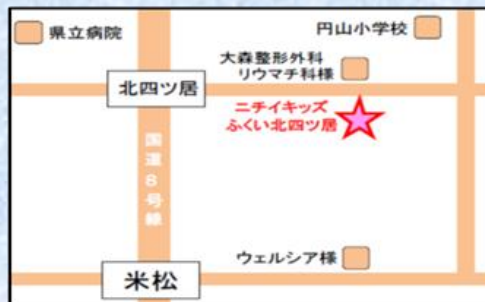 県立病院
円山小学校
大森整形外科
リウマチ科様
北四ツ居
ニチイキッズ
ふくい北四ツ居
国道8号線
ウェルシア様
米松